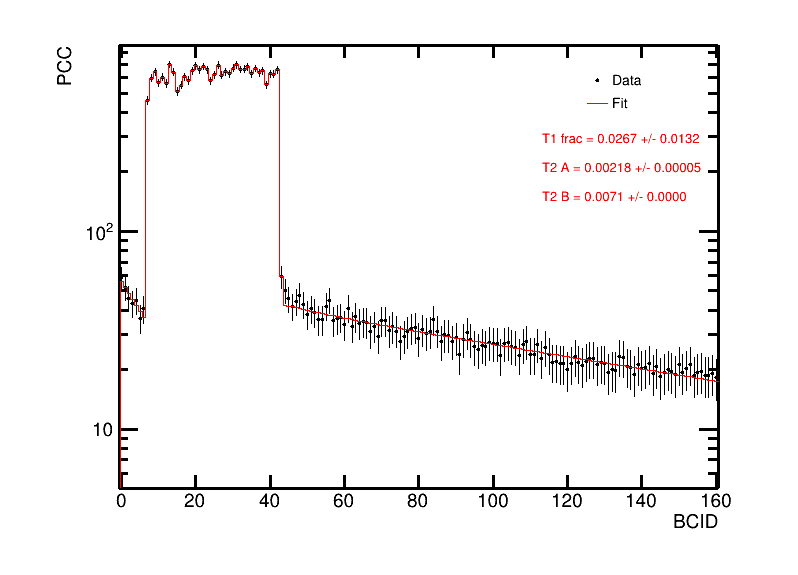 PCC
Data
Fit
T1 frac = 0.0267 +/- 0.0132
T2 A = 0.00218 +/- 0.00005
T2 B = 0.0071 +/- 0.0000
10²
10
0 20 40 60 80 100 120 140 160
BCID